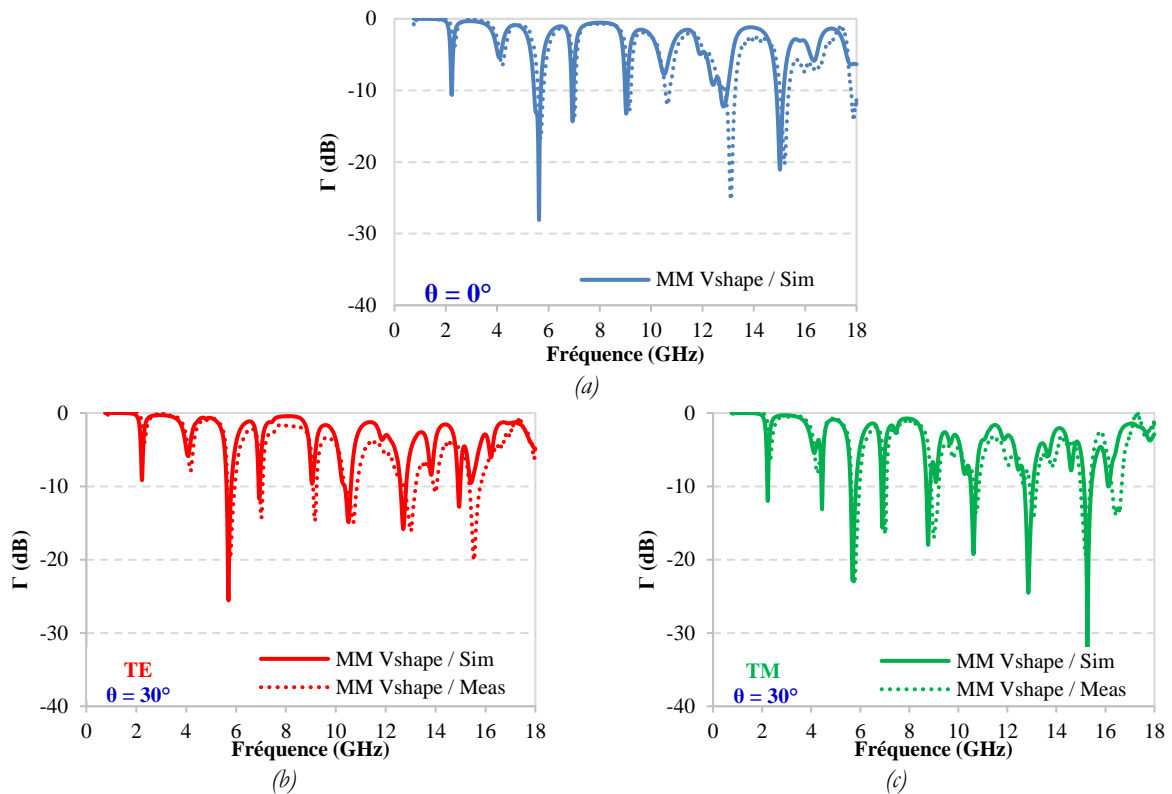 0
-10
-20
-30
-40
Γ (dB)
MM Vshape / Sim
θ = 0°
0 2 4 6 8 10 12 14 16 18
Fréquence (GHz)
(a)
0
-10
-20
-30
-40
Γ (dB)
MM Vshape / Sim
MM Vshape / Meas
TE
θ = 30°
0 2 4 6 8 10 12 14 16 18
Fréquence (GHz)
(b)
0
-10
-20
-30
-40
Γ (dB)
MM Vshape / Sim
MM Vshape / Meas
TM
θ = 30°
0 2 4 6 8 10 12 14 16 18
Fréquence (GHz)
(c)